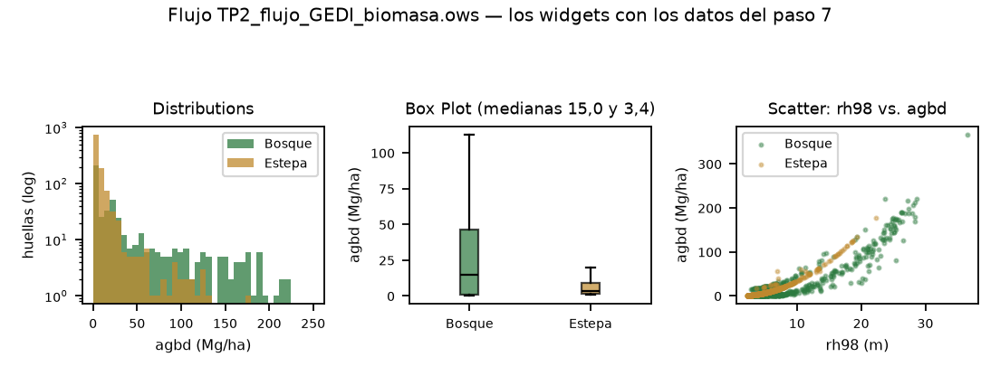 Flujo TP2_flujo_GEDI_biomasa.ows — los widgets con los datos del paso 7
Distributions
huellas (log)
10³
10²
10¹
10⁰
Bosque
Estepa
0 50 100 150 200 250
agbd (Mg/ha)
Box Plot (medianas 15,0 y 3,4)
agbd (Mg/ha)
100
75
50
25
0
Bosque Estepa
Scatter: rh98 vs. agbd
agbd (Mg/ha)
300
200
100
0
Bosque
Estepa
10 20 30
rh98 (m)